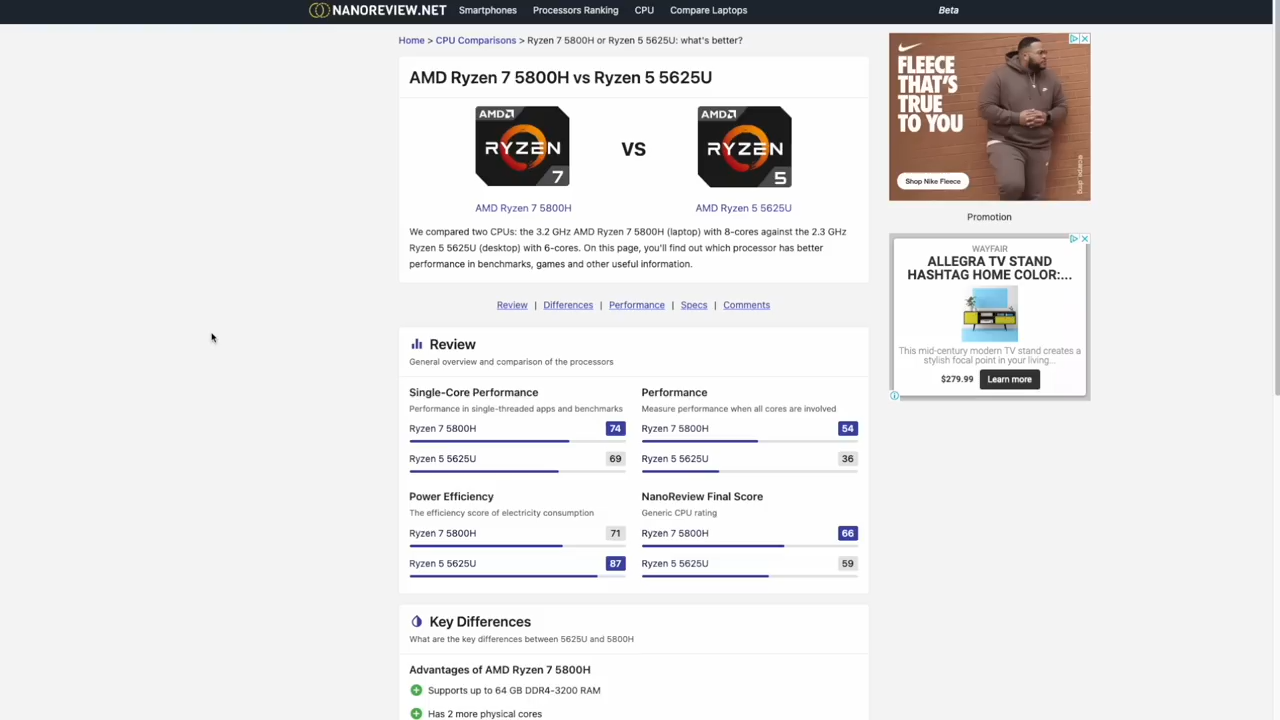 NANOREVIEW.NET Smartphones Processors Ranking CPU Compare Laptops Beta
Home > CPU Comparisons > Ryzen 7 5800H or Ryzen 5 5625U: what's better?
AMD Ryzen 7 5800H vs Ryzen 5 5625U
AMD
RYZEN
7
VS
AMD
RYZEN
5
AMD Ryzen 7 5800H
AMD Ryzen 5 5625U
We compared two CPUs: the 3.2 GHz AMD Ryzen 7 5800H (laptop) with 8-cores against the 2.3 GHz
Ryzen 5 5625U (desktop) with 6-cores. On this page, you'll find out which processor has better
performance in benchmarks, games and other useful information.
Review | Differences | Performance | Specs | Comments
Review
General overview and comparison of the processors
Single-Core Performance
Performance in single-threaded apps and benchmarks
Ryzen 7 5800H 74
Ryzen 5 5625U 69
Performance
Measure performance when all cores are involved
Ryzen 7 5800H 54
Ryzen 5 5625U 36
Power Efficiency
The efficiency score of electricity consumption
Ryzen 7 5800H 71
Ryzen 5 5625U 87
NanoReview Final Score
Generic CPU rating
Ryzen 7 5800H 66
Ryzen 5 5625U 59
Key Differences
What are the key differences between 5625U and 5800H
Advantages of AMD Ryzen 7 5800H
Supports up to 64 GB DDR4-3200 RAM
Has 2 more physical cores
FLEECE
THAT'S
TRUE
TO YOU
Shop Nike Fleece
Promotion
WAYFAIR
ALLEGRA TV STAND
HASHTAG HOME COLOR:...
This mid-century modern TV stand creates a
stylish focal point in your living...
$279.99 Learn more